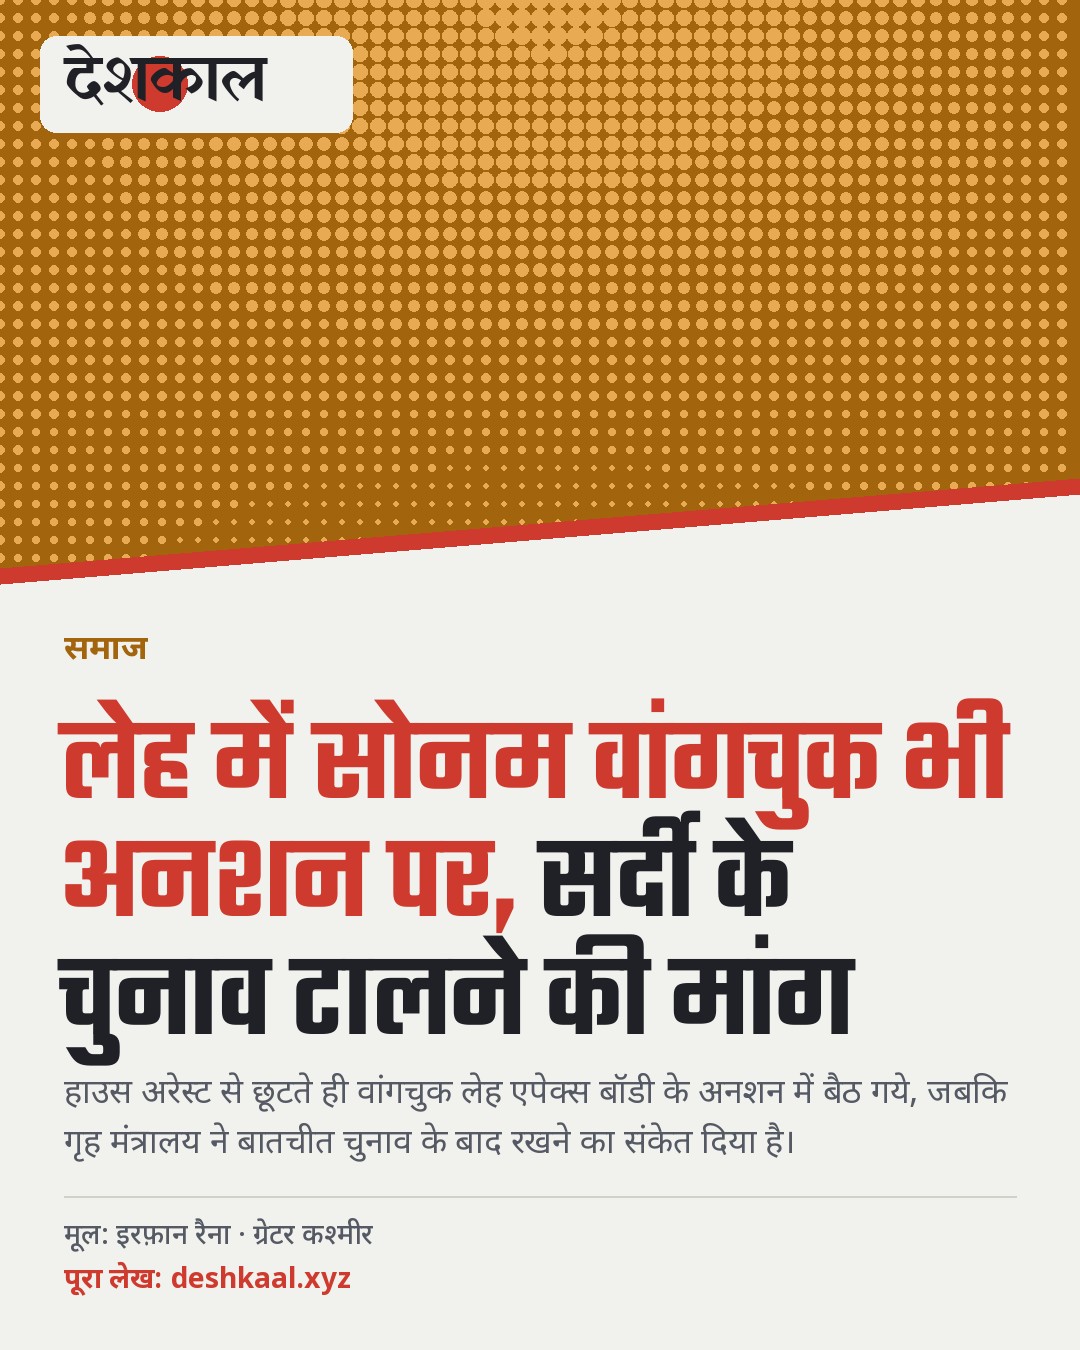 देशकाल
समाज
लेह में सोनम वांगचुक भी
अनशन पर, सर्दी के
चुनाव टालने की मांग
हाउस अरेस्ट से छूटते ही वांगचुक लेह एपेक्स बॉडी के अनशन में बैठ गये, जबकि
गृह मंत्रालय ने बातचीत चुनाव के बाद रखने का संकेत दिया है।
मूल: इरफ़ान रैना · ग्रेटर कश्मीर
पूरा लेख: deshkaal.xyz